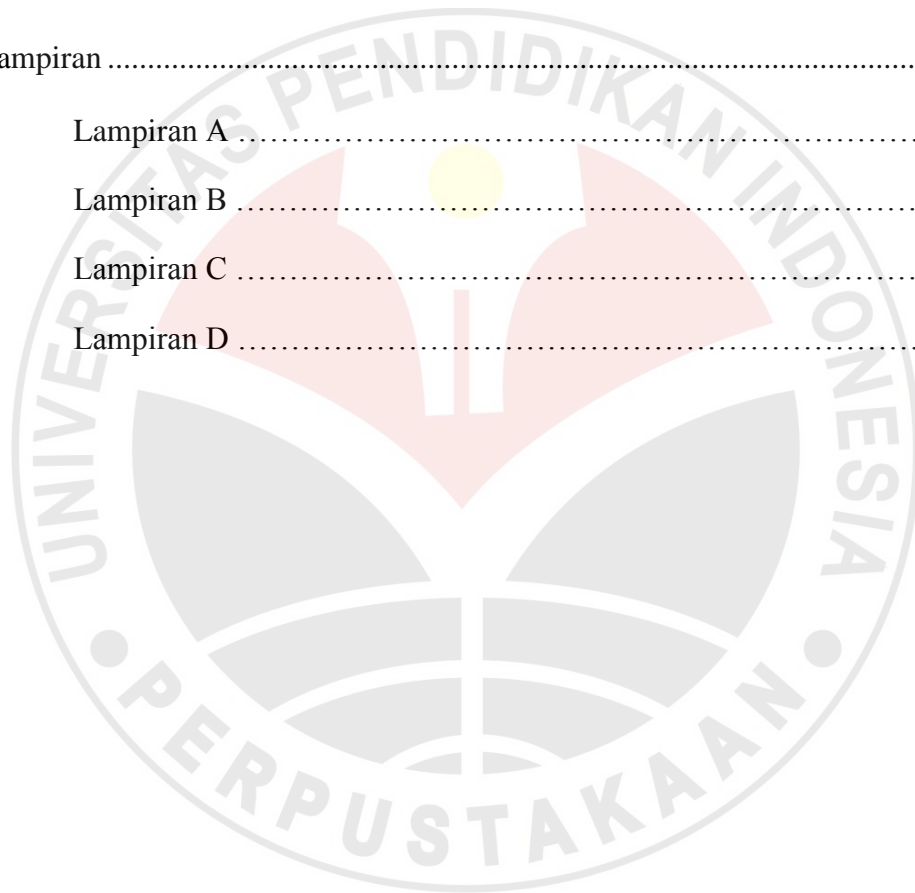 ampiran ....................................................................................................
Lampiran A ………………………………………………………………
Lampiran B ………………………………………………………………
Lampiran C ………………………………………………………………
Lampiran D ………………………………………………………………
UNIVERSITAS PENDIDIKAN INDONESIA
PERPUSTAKAAN